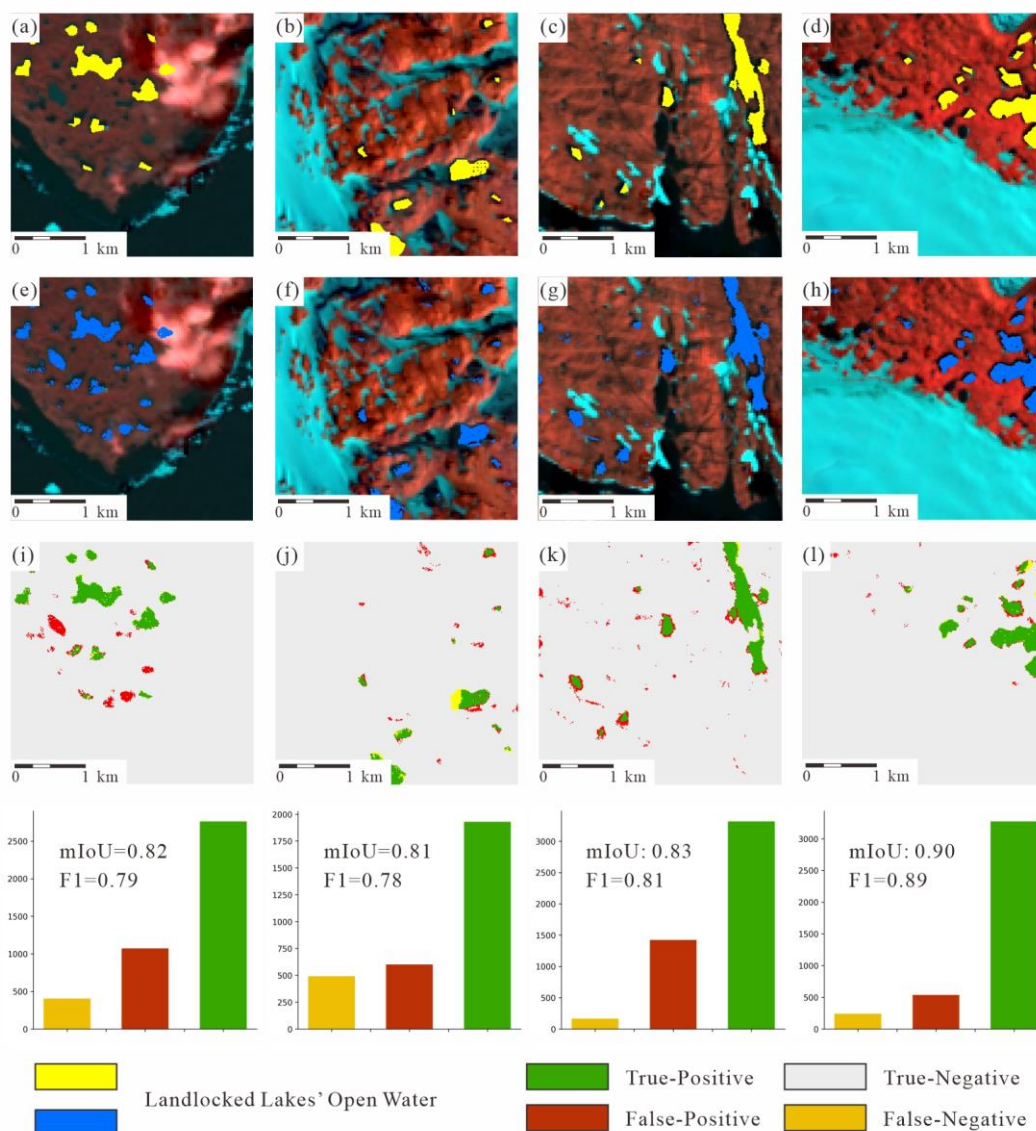 (a) (b) (c) (d)
0 1 km 0 1 km 0 1 km 0 1 km
(e) (f) (g) (h)
0 1 km 0 1 km 0 1 km 0 1 km
(i) (j) (k) (l)
0 1 km 0 1 km 0 1 km 0 1 km
2500
2000
1500
1000
500
0
mIoU=0.82
F1=0.79
2000
1750
1500
1250
1000
750
500
250
0
mIoU=0.81
F1=0.78
3000
2500
2000
1500
1000
500
0
mIoU: 0.83
F1=0.81
3000
2500
2000
1500
1000
500
0
mIoU: 0.90
F1=0.89
Landlocked Lakes' Open Water
True-Positive True-Negative
False-Positive False-Negative